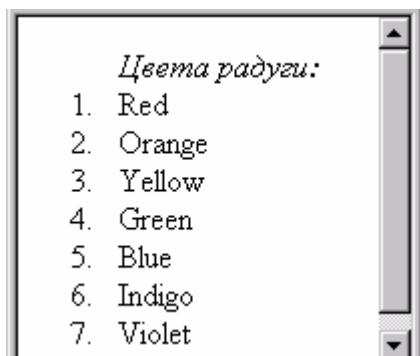 Цвета радуги:
1. Red
2. Orange
3. Yellow
4. Green
5. Blue
6. Indigo
7. Violet